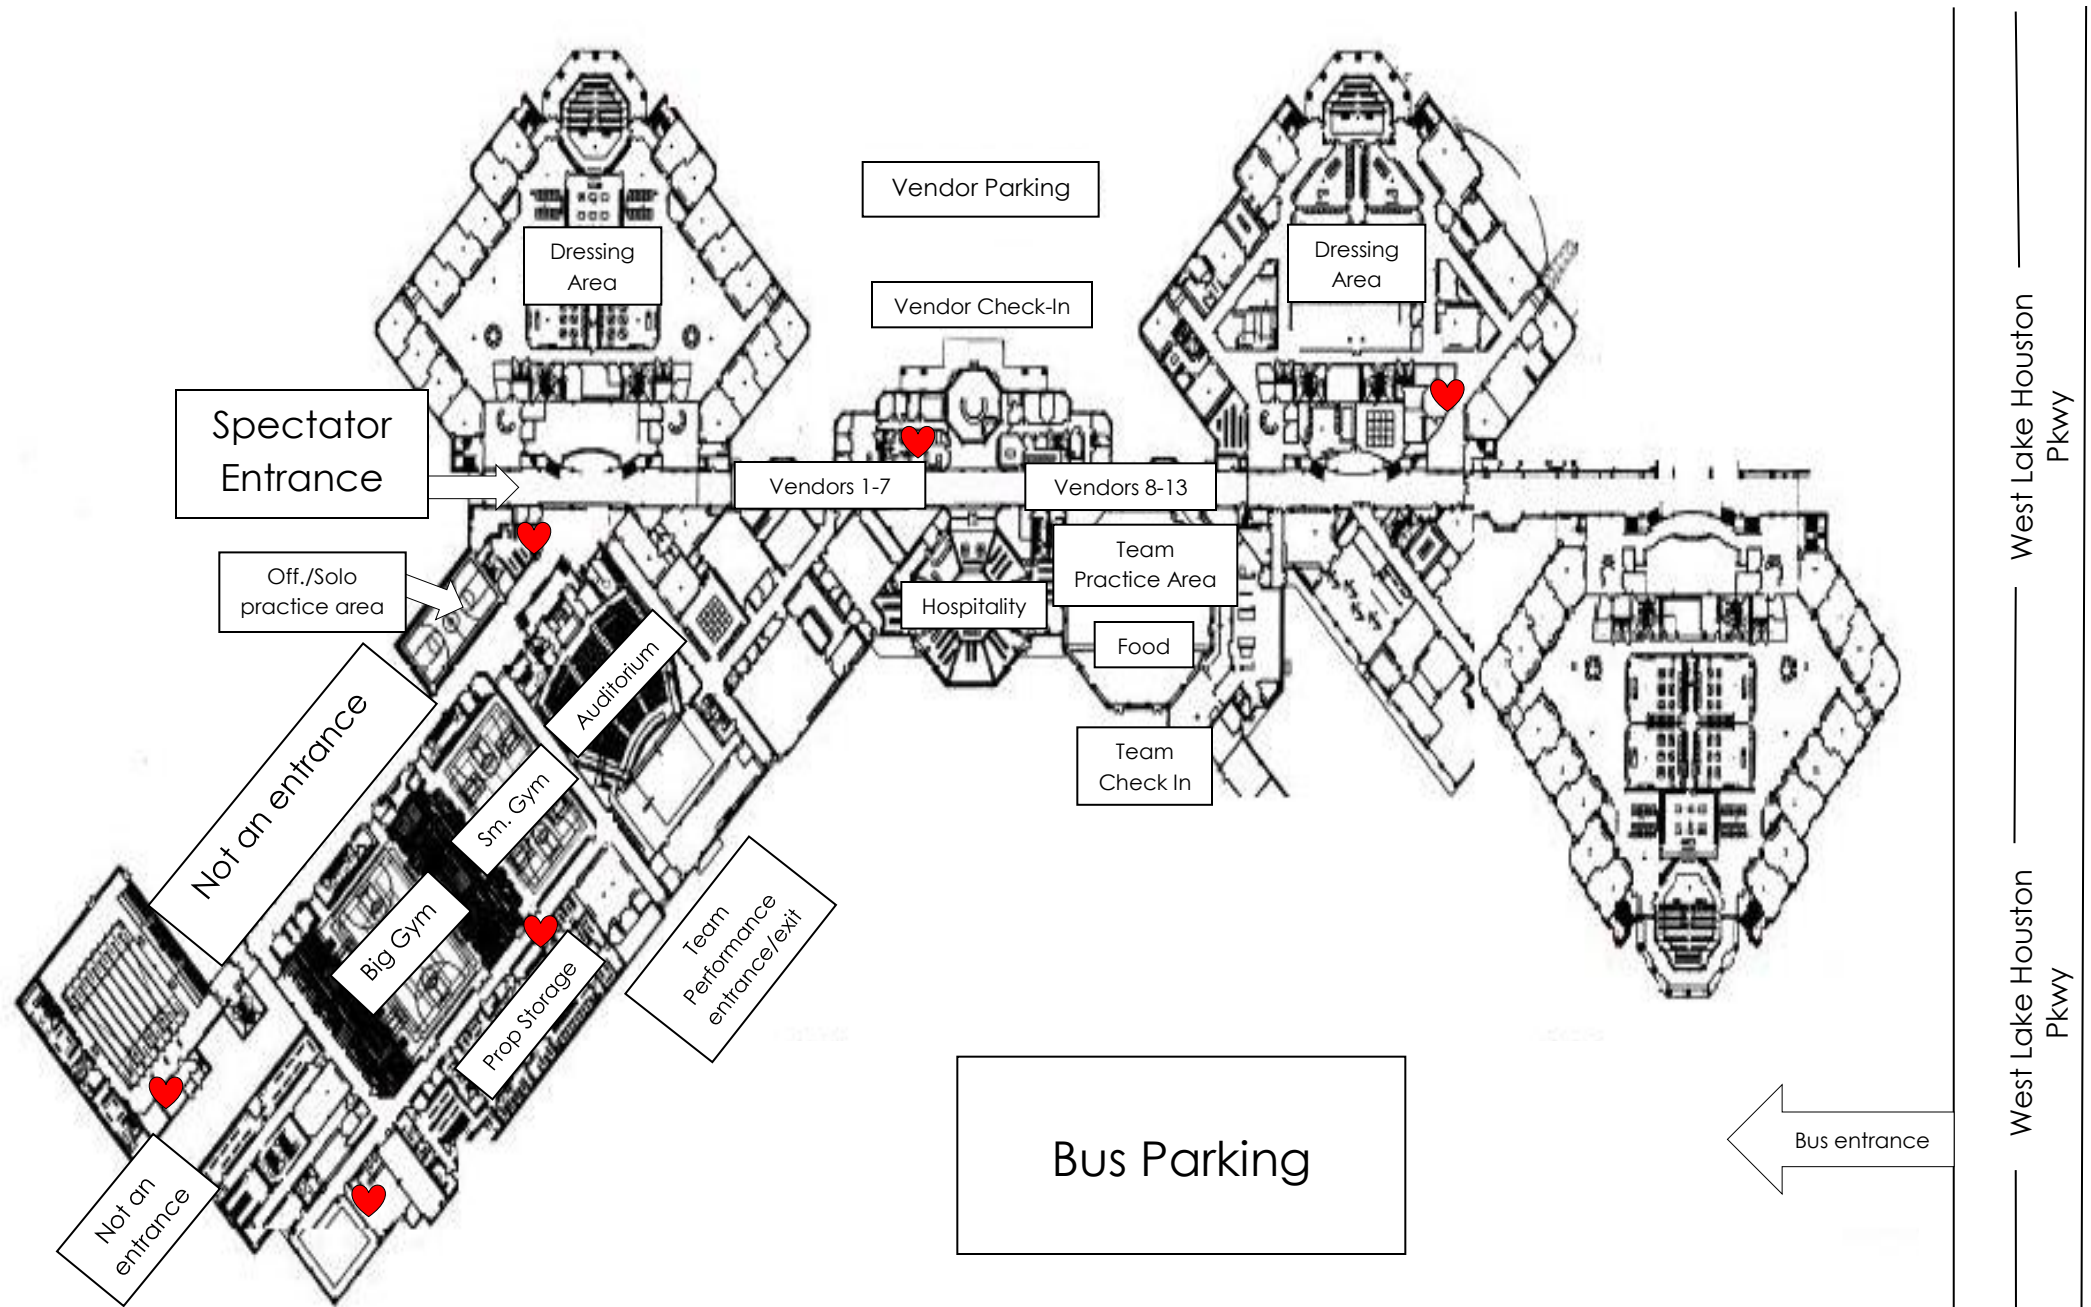 Vendor Parking
Dressing
Area
Dressing
Area
Vendor Check-In
West Lake Houston
Pkwy
Spectator
Entrance
Vendors 1-7
Vendors 8-13
Team
Practice Area
Off./Solo
practice area
Hospitality
Food
Auditorium
Team
Check In
Not an entrance
Sm. Gym
Big Gym
Team
Performance
entrance/exit
Prop Storage
West Lake Houston
Pkwy
Bus Parking
Bus entrance
Not an
entrance